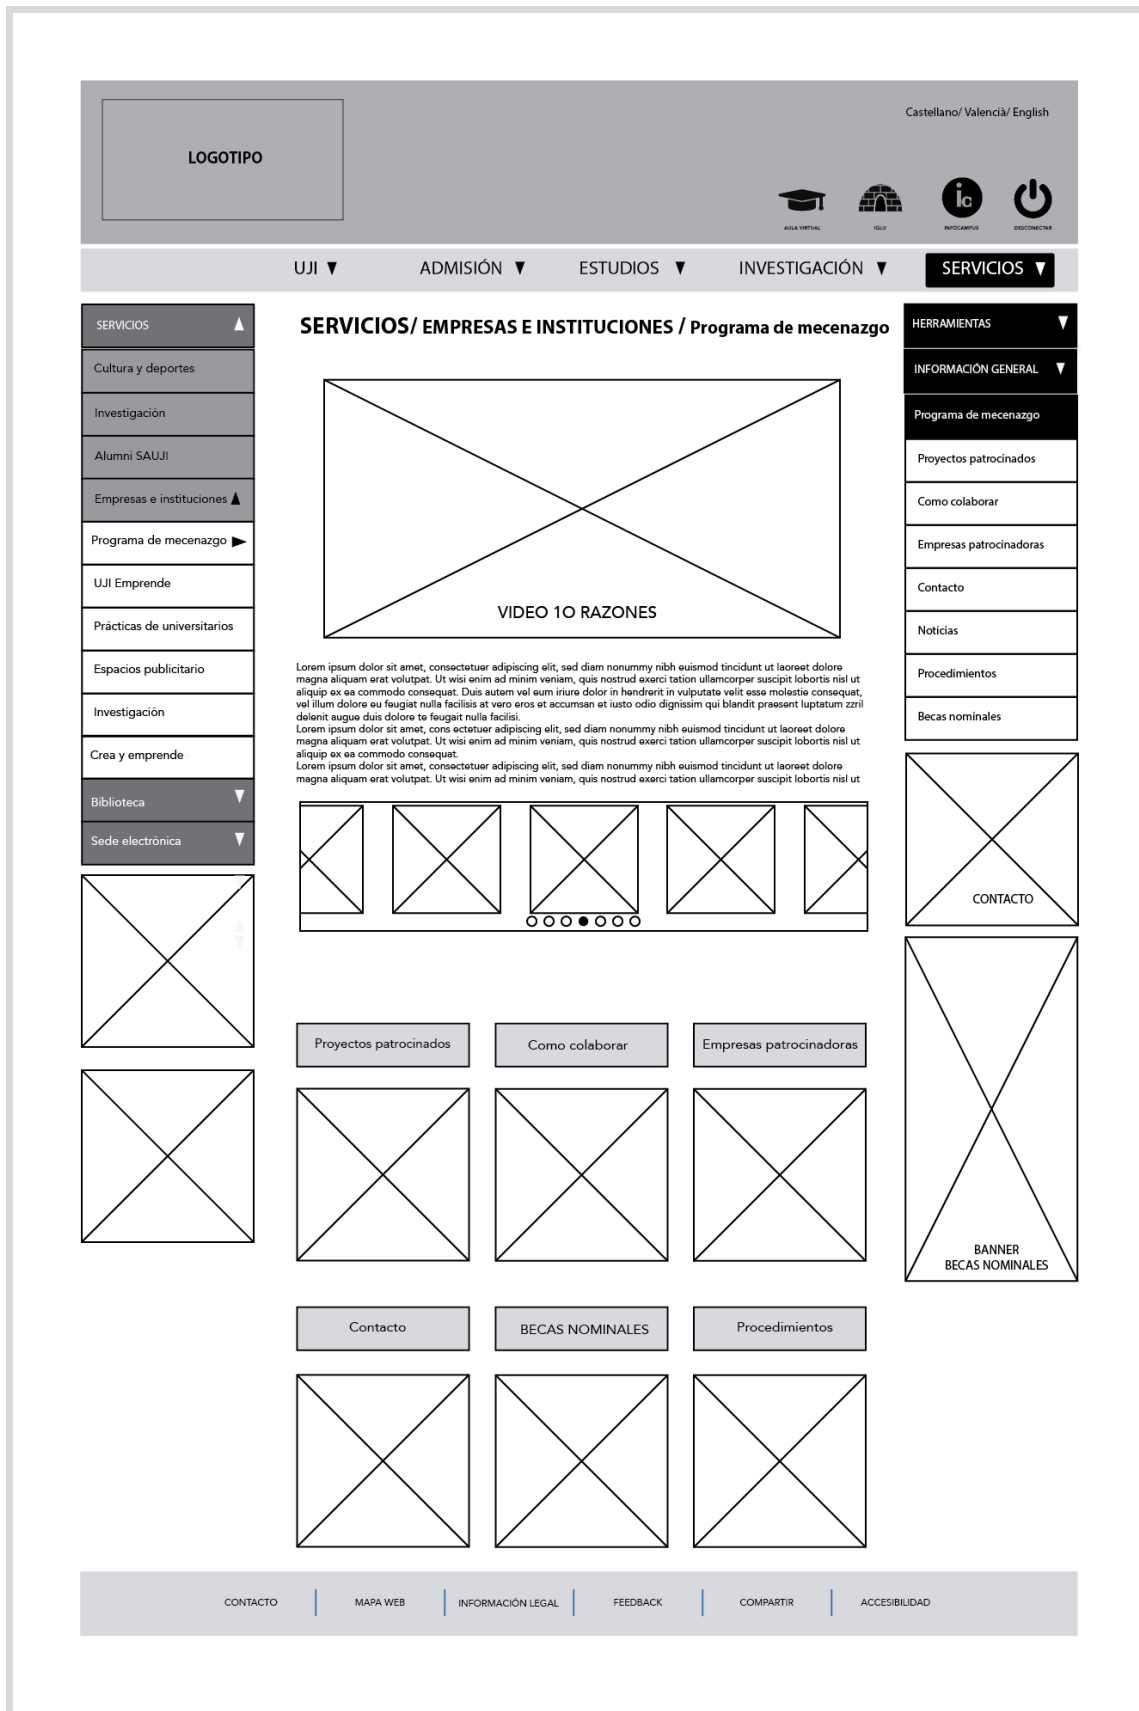 LOGOTIPO
Castellano/ Valencià/ English
AULA VIRTUAL
IGLU
INFOCAMPUS
DESCONECTAR
UJI ▼
ADMISIÓN ▼
ESTUDIOS ▼
INVESTIGACIÓN ▼
SERVICIOS ▼
SERVICIOS
Cultura y deportes
Investigación
Alumni SAUJI
Empresas e instituciones
Programa de mecenazgo
UJI Emprende
Prácticas de universitarios
Espacios publicitario
Investigación
Crea y emprende
Biblioteca
Sede electrónica
SERVICIOS/ EMPRESAS E INSTITUCIONES / Programa de mecenazgo
VIDEO 1O RAZONES
Lorem ipsum dolor sit amet, consectetuer adipiscing elit, sed diam nonummy nibh euismod tincidunt ut laoreet dolore
magna aliquam erat volutpat. Ut wisi enim ad minim veniam, quis nostrud exerci tation ullamcorper suscipit lobortis nisl ut
aliquip ex ea commodo consequat. Duis autem vel eum iriure dolor in hendrerit in vulputate velit esse molestie consequat,
vel illum dolore eu feugiat nulla facilisis at vero eros et accumsan et iusto odio dignissim qui blandit praesent luptatum zzril
delenit augue duis dolore te feugait nulla facilisi.
Lorem ipsum dolor sit amet, cons ectetuer adipiscing elit, sed diam nonummy nibh euismod tincidunt ut laoreet dolore
magna aliquam erat volutpat. Ut wisi enim ad minim veniam, quis nostrud exerci tation ullamcorper suscipit lobortis nisl ut
aliquip ex ea commodo consequat.
Lorem ipsum dolor sit amet, consectetuer adipiscing elit, sed diam nonummy nibh euismod tincidunt ut laoreet dolore
magna aliquam erat volutpat. Ut wisi enim ad minim veniam, quis nostrud exerci tation ullamcorper suscipit lobortis nisl ut
Proyectos patrocinados
Como colaborar
Empresas patrocinadoras
Contacto
BECAS NOMINALES
Procedimientos
HERRAMIENTAS
INFORMACIÓN GENERAL
Programa de mecenazgo
Proyectos patrocinados
Como colaborar
Empresas patrocinadoras
Contacto
Noticias
Procedimientos
Becas nominales
CONTACTO
BANNER
BECAS NOMINALES
CONTACTO
MAPA WEB
INFORMACIÓN LEGAL
FEEDBACK
COMPARTIR
ACCESIBILIDAD